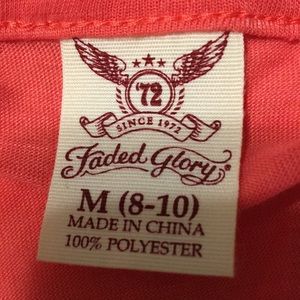 '72
SINCE 1972
Faded Glory®
M (8-10)
MADE IN CHINA
100% POLYESTER